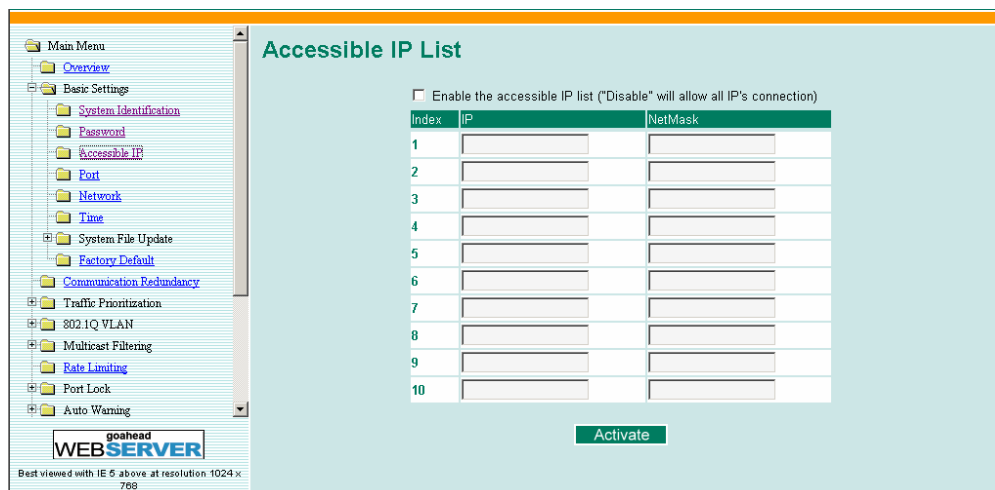 Main Menu
Overview
Basic Settings
System Identification
Password
Accessible IP
Port
Network
Time
System File Update
Factory Default
Communication Redundancy
Traffic Prioritization
802.1Q VLAN
Multicast Filtering
Rate Limiting
Port Lock
Auto Warning
goahead
WEBSERVER
Best viewed with IE 5 above at resolution 1024 x
768
Accessible IP List
Enable the accessible IP list ("Disable" will allow all IP's connection)
Index IP NetMask
1
2
3
4
5
6
7
8
9
10
Activate